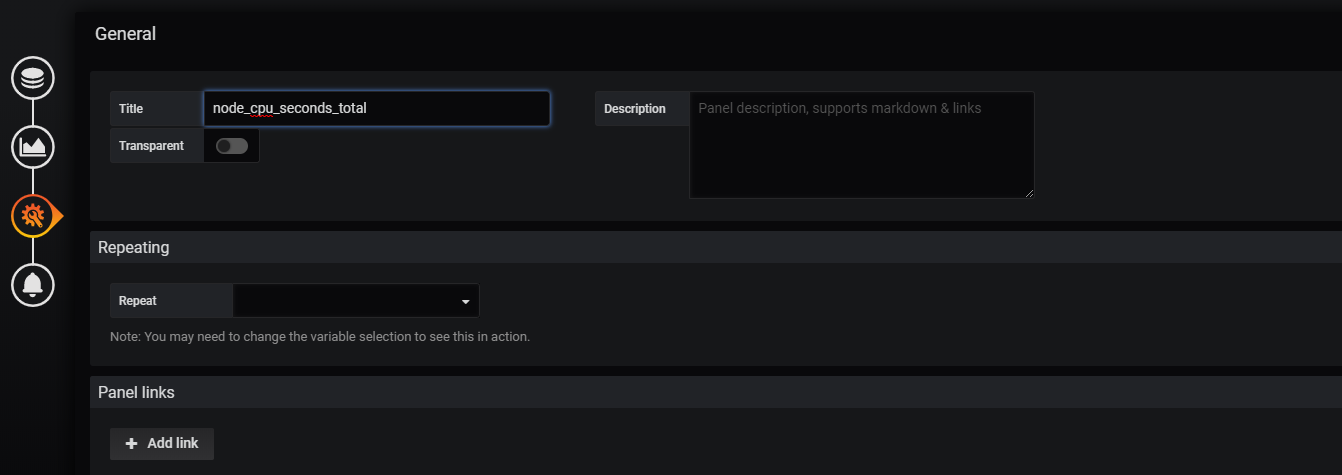 General
Title
node_cpu_seconds_total
Description
Panel description, supports markdown & links
Transparent
Repeating
Repeat
Note: You may need to change the variable selection to see this in action.
Panel links
Add link